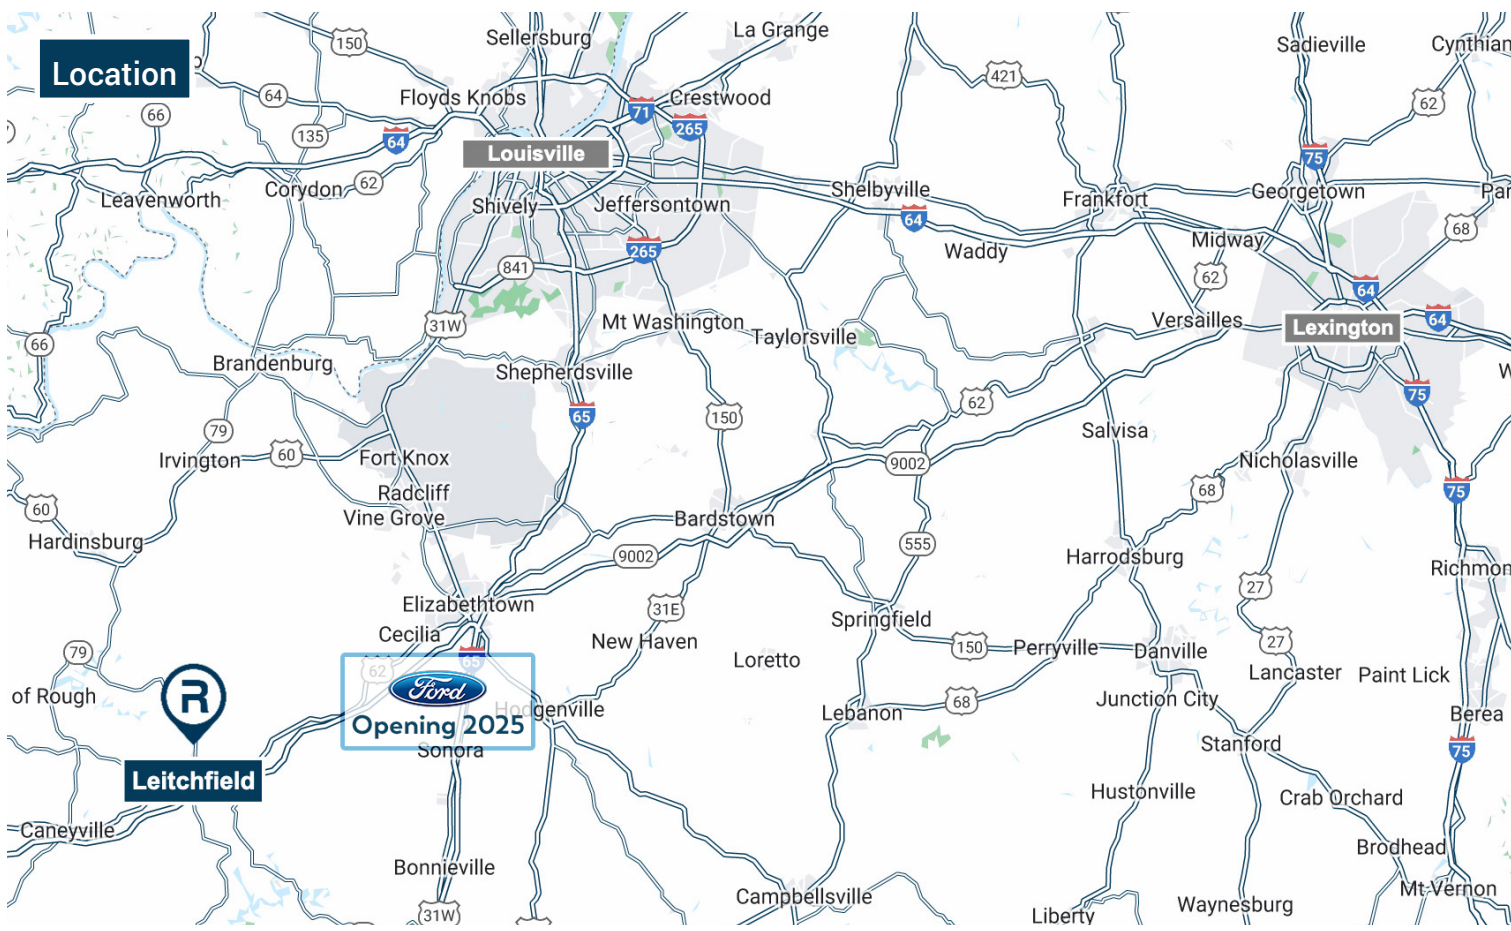 Location
150
Sellersburg
La Grange
Sadieville
Cynthian
421
64
Floyds Knobs
71
Crestwood
62
66
135
64
265
Louisville
75
Leavenworth
Corydon
62
Shively
Jeffersontown
Shelbyville
64
Frankfort
Georgetown
Par
68
841
265
Waddy
Midway
62
64
31W
Mt Washington
Taylorsville
Versailles
Lexington
64
66
Brandenburg
Shepherdsville
W
65
150
62
75
79
Salvisa
Irvington
60
Fort Knox
9002
Nicholasville
Radcliff
68
75
60
Vine Grove
Bardstown
Hardinsburg
9002
555
Harrodsburg
Richmon
27
Elizabethtown
31E
Cecilia
New Haven
Springfield
27
79
65
Loretto
150
Perryville
Danville
Lancaster
Paint Lick
of Rough
R
62
Ford
Hodgenville
Lebanon
68
Junction City
Berea
Opening 2025
Sonora
Stanford
75
Leitchfield
Hustonville
Crab Orchard
Caneyville
Brodhead
Bonnieville
Campbellsville
Mt Vernon
31W
Liberty
Waynesburg